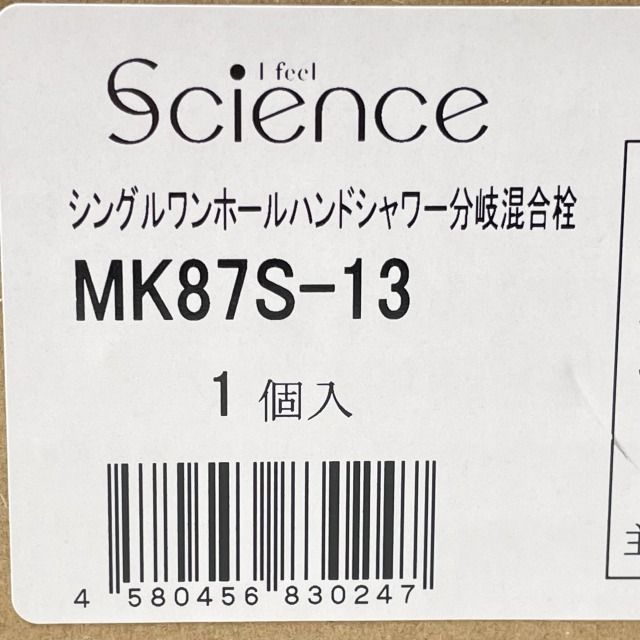 I feel
Science
シングルワンホールハンドシャワー分岐混合栓
MK87S-13
1 個入
4 580456 830247
主